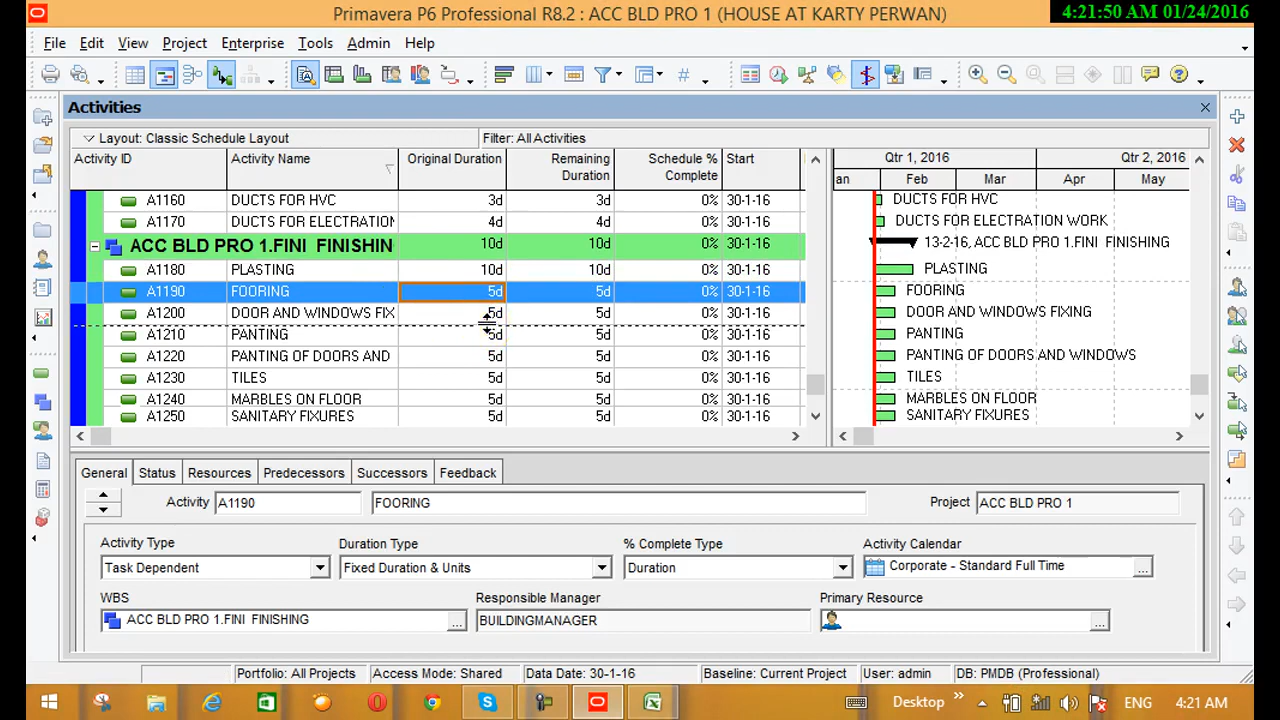 Primavera P6 Professional R8.2 : ACC BLD PRO 1 (HOUSE AT KARTY PERWAN)
4:21:50 AM 01/24/2016
File Edit View Project Enterprise Tools Admin Help
Activities
Layout: Classic Schedule Layout Filter: All Activities
Activity ID Activity Name Original Duration Remaining Duration Schedule % Complete Start
Qtr 1, 2016 Qtr 2, 2016
an Feb Mar Apr May
A1160 DUCTS FOR HVC 3d 3d 0% 30-1-16 DUCTS FOR HVC
A1170 DUCTS FOR ELECTRATION 4d 4d 0% 30-1-16 DUCTS FOR ELECTRATION WORK
ACC BLD PRO 1.FINI FINISHIN 10d 10d 0% 30-1-16 13-2-16, ACC BLD PRO 1.FINI FINISHING
A1180 PLASTING 10d 10d 0% 30-1-16 PLASTING
A1190 FOORING 5d 5d 0% 30-1-16 FOORING
A1200 DOOR AND WINDOWS FIX 5d 5d 0% 30-1-16 DOOR AND WINDOWS FIXING
A1210 PANTING 5d 5d 0% 30-1-16 PANTING
A1220 PANTING OF DOORS AND 5d 5d 0% 30-1-16 PANTING OF DOORS AND WINDOWS
A1230 TILES 5d 5d 0% 30-1-16 TILES
A1240 MARBLES ON FLOOR 5d 5d 0% 30-1-16 MARBLES ON FLOOR
A1250 SANITARY FIXURES 5d 5d 0% 30-1-16 SANITARY FIXURES
General Status Resources Predecessors Successors Feedback
Activity A1190 FOORING Project ACC BLD PRO 1
Activity Type Duration Type % Complete Type Activity Calendar
Task Dependent Fixed Duration & Units Duration Corporate - Standard Full Time
WBS Responsible Manager Primary Resource
ACC BLD PRO 1.FINI FINISHING BUILDINGMANAGER
Portfolio: All Projects Access Mode: Shared Data Date: 30-1-16 Baseline: Current Project User: admin DB: PMDB (Professional)
Desktop ENG 4:21 AM